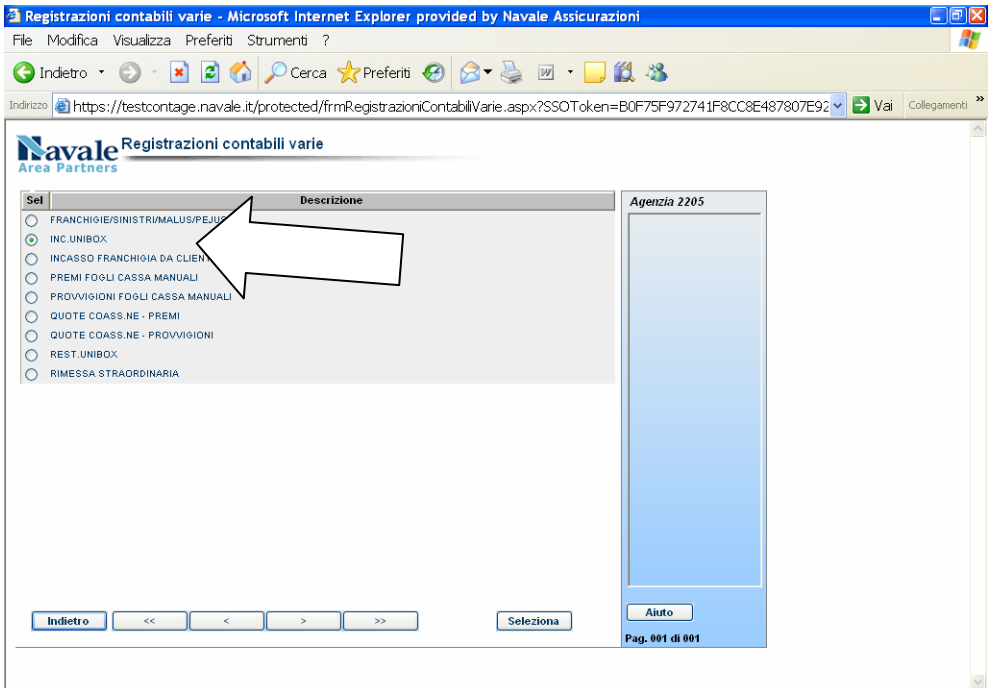 Registrazioni contabili varie - Microsoft Internet Explorer provided by Navale Assicurazioni
File Modifica Visualizza Preferiti Strumenti ?
Indietro Cerca Preferiti
Indirizzo https://testcontage.navale.it/protected/frmRegistrazioniContabiliVarie.aspx?SSOToken=B0F75F972741F8CC8E487807E92 Vai Collegamenti »
Navale Registrazioni contabili varie
Area Partners
Sel Descrizione Agenzia 2205
FRANCHIGIE/SINISTRI/MALUS/PEJUS
INC.UNIBOX
INCASSO FRANCHIGIA DA CLIENT
PREMI FOGLI CASSA MANUALI
PROVVIGIONI FOGLI CASSA MANUALI
QUOTE COASS.NE - PREMI
QUOTE COASS.NE - PROVVIGIONI
REST.UNIBOX
RIMESSA STRAORDINARIA
Indietro << < > >> Seleziona Aiuto
Pag. 001 di 001